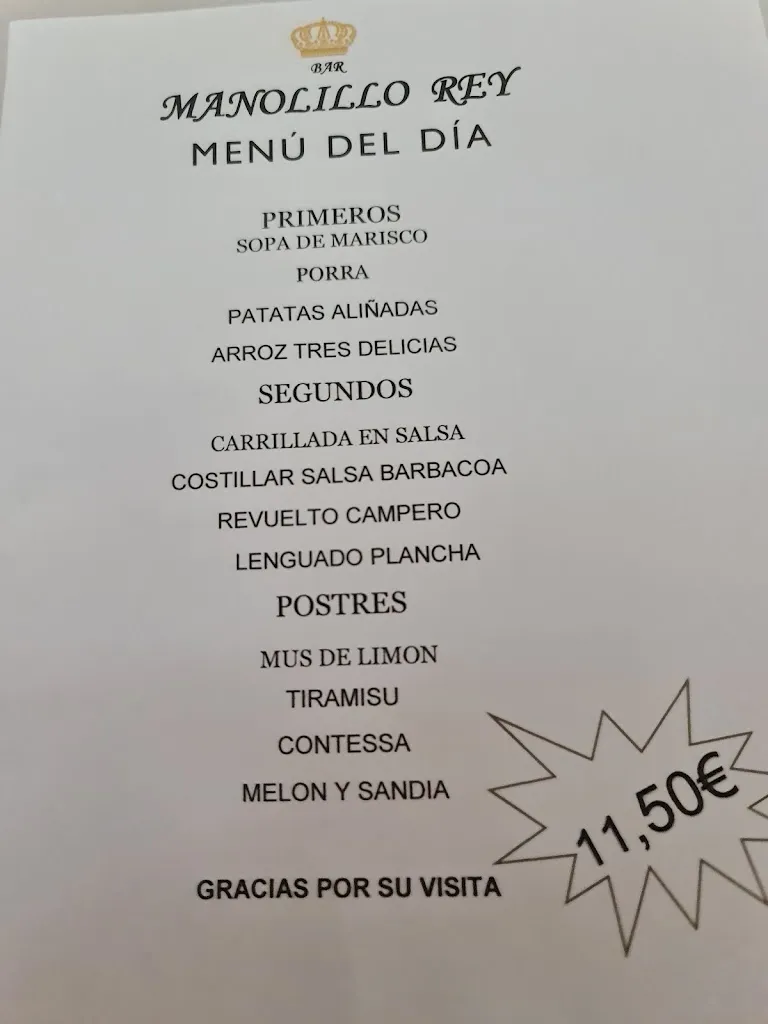 BAR
MANOLILLO REY
MENÚ DEL DÍA
PRIMEROS
SOPA DE MARISCO
PORRA
PATATAS ALIÑADAS
ARROZ TRES DELICIAS
SEGUNDOS
CARRILLADA EN SALSA
COSTILLAR SALSA BARBACOA
REVUELTO CAMPERO
LENGUADO PLANCHA
POSTRES
MUS DE LIMON
TIRAMISU
CONTESSA
MELON Y SANDIA
11,50€
GRACIAS POR SU VISITA